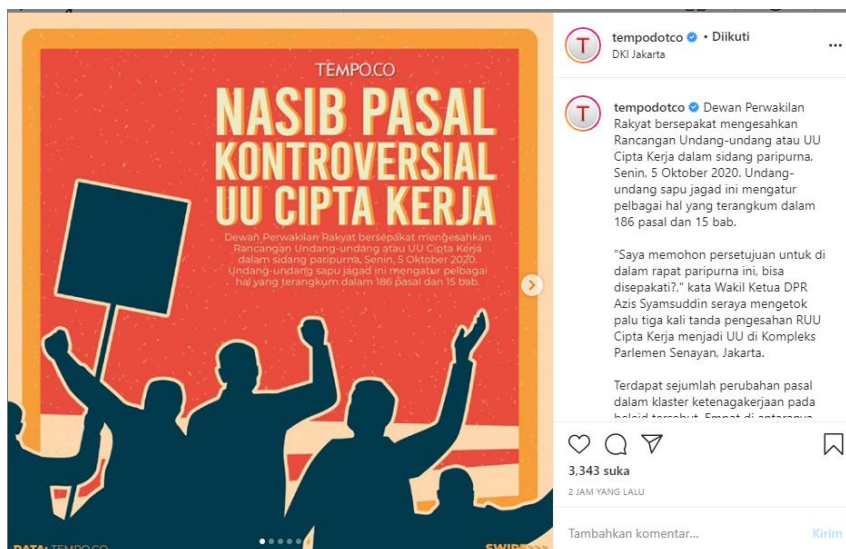 TEMPO.CO
NASIB PASAL
KONTROVERSIAL
UU CIPTA KERJA
Dewan Perwakilan Rakyat bersepakat mengesahkan
Rancangan Undang-undang atau UU Cipta Kerja
dalam sidang paripurna, Senin, 5 Oktober 2020.
Undang-undang sapu jagad ini mengatur pelbagai
hal yang terangkum dalam 186 pasal dan 15 bab.
DATA: TEMPO.CO
SWIPE>>>
T
tempodotco • Diikuti
DKI Jakarta
T
tempodotco Dewan Perwakilan
Rakyat bersepakat mengesahkan
Rancangan Undang-undang atau UU
Cipta Kerja dalam sidang paripurna,
Senin, 5 Oktober 2020. Undang-
undang sapu jagad ini mengatur
pelbagai hal yang terangkum dalam
186 pasal dan 15 bab.
"Saya memohon persetujuan untuk di
dalam rapat paripurna ini, bisa
disepakati?," kata Wakil Ketua DPR
Azis Syamsuddin seraya mengetok
palu tiga kali tanda pengesahan RUU
Cipta Kerja menjadi UU di Kompleks
Parlemen Senayan, Jakarta.
Terdapat sejumlah perubahan pasal
dalam klaster ketenagakerjaan pada
beleid tersebut. Empat di antaranya
3,343 suka
2 JAM YANG LALU
Tambahkan komentar...
Kirim